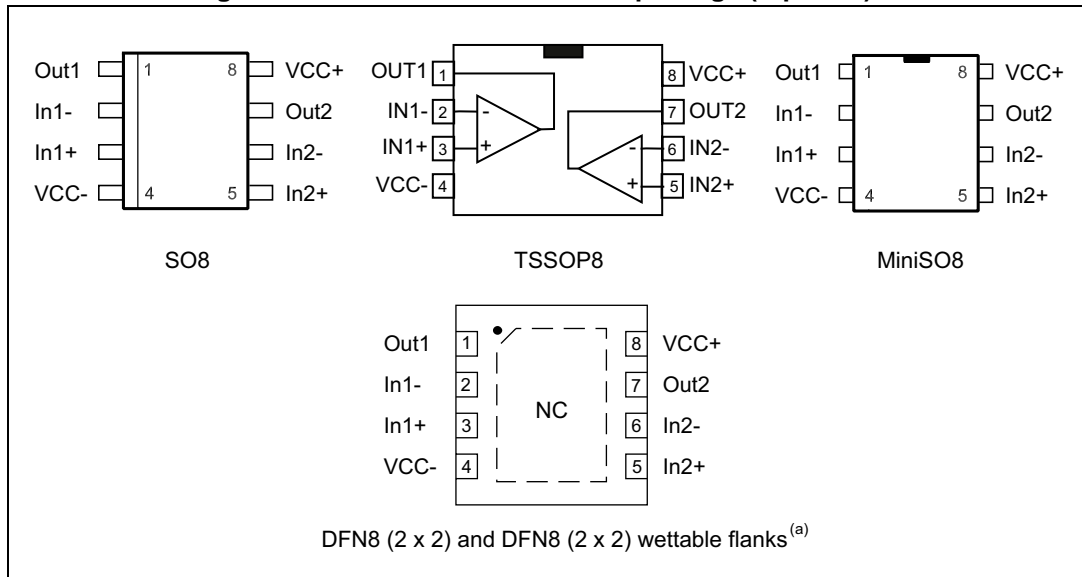 Out1 1 8 VCC+
In1- Out2
In1+ In2-
VCC- 4 5 In2+
SO8
OUT1 1 8 VCC+
IN1- 2 - 7 OUT2
IN1+ 3 + - 6 IN2-
VCC- 4 + 5 IN2+
TSSOP8
Out1 1 8 VCC+
In1- Out2
In1+ In2-
VCC- 4 5 In2+
MiniSO8
Out1 1 8 VCC+
In1- 2 7 Out2
NC
In1+ 3 6 In2-
VCC- 4 5 In2+
DFN8 (2 x 2) and DFN8 (2 x 2) wettable flanks(a)